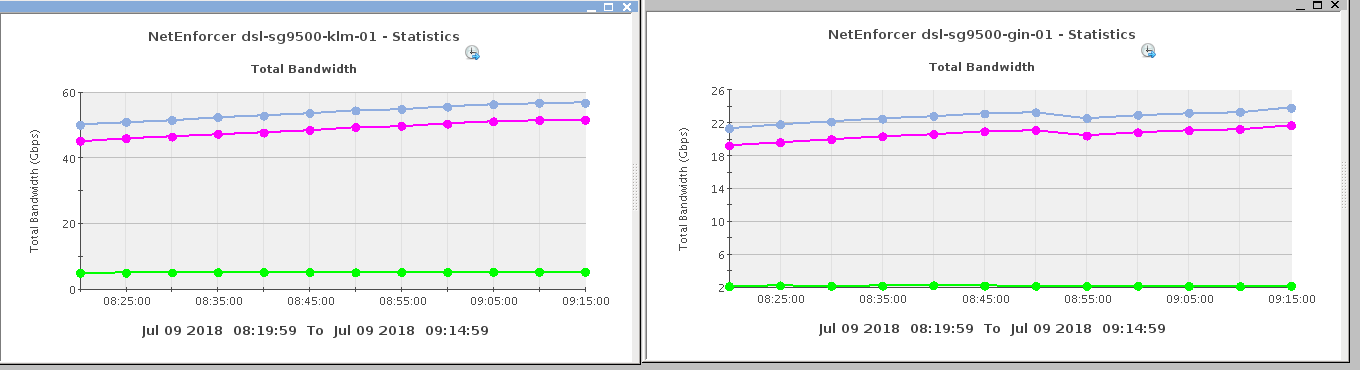 NetEnforcer dsl-sg9500-klm-01 - Statistics
Total Bandwidth
Total Bandwidth (Gbps)
60
40
20
0
08:25:00 08:35:00 08:45:00 08:55:00 09:05:00 09:15:00
Jul 09 2018 08:19:59 To Jul 09 2018 09:14:59
NetEnforcer dsl-sg9500-gin-01 - Statistics
Total Bandwidth
Total Bandwidth (Gbps)
26
22
18
14
10
6
2
08:25:00 08:35:00 08:45:00 08:55:00 09:05:00 09:15:00
Jul 09 2018 08:19:59 To Jul 09 2018 09:14:59